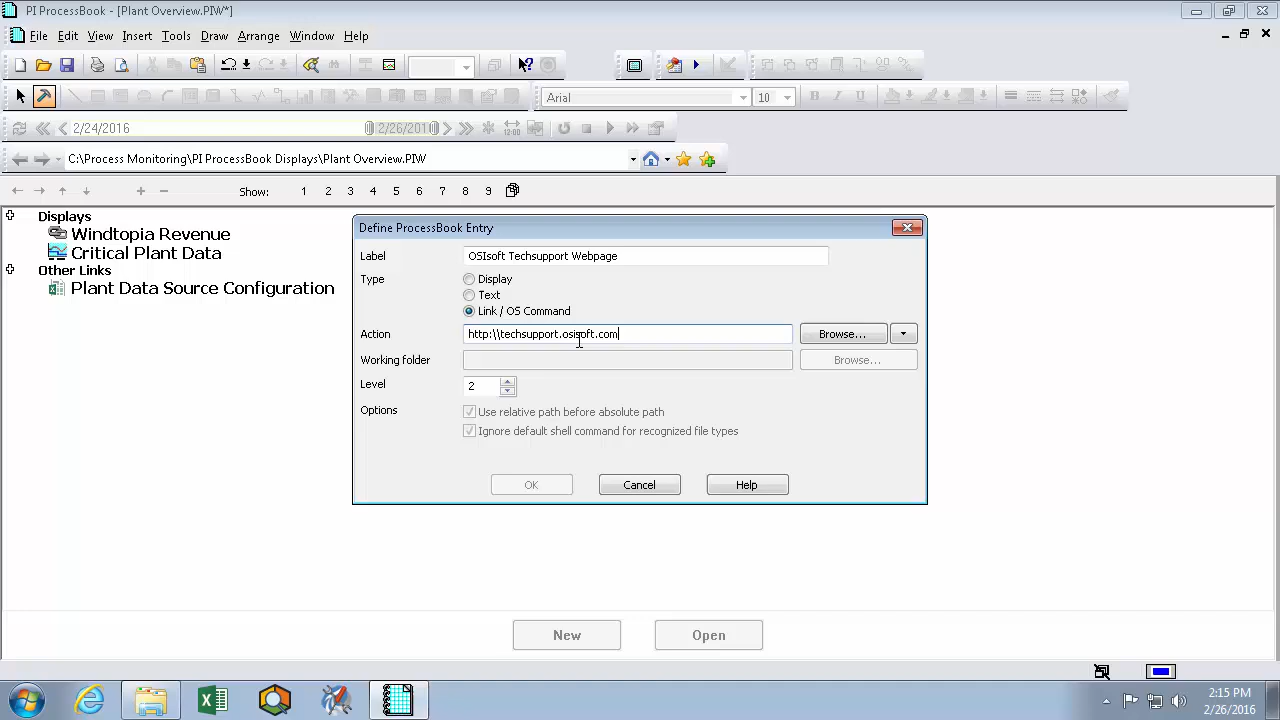 PI ProcessBook - [Plant Overview.PIW*]
File Edit View Insert Tools Draw Arrange Window Help
Arial 10 B I U
2/24/2016 2/26/201 12:00
C:\Process Monitoring\PI ProcessBook Displays\Plant Overview.PIW
Show: 1 2 3 4 5 6 7 8 9
Displays
Windtopia Revenue
Critical Plant Data
Other Links
Plant Data Source Configuration
Define ProcessBook Entry
Label OSIsoft Techsupport Webpage
Type Display
Text
Link / OS Command
Action http:\\techsupport.osisoft.com Browse...
Working folder Browse...
Level 2
Options Use relative path before absolute path
Ignore default shell command for recognized file types
OK Cancel Help
New Open
2:15 PM
2/26/2016